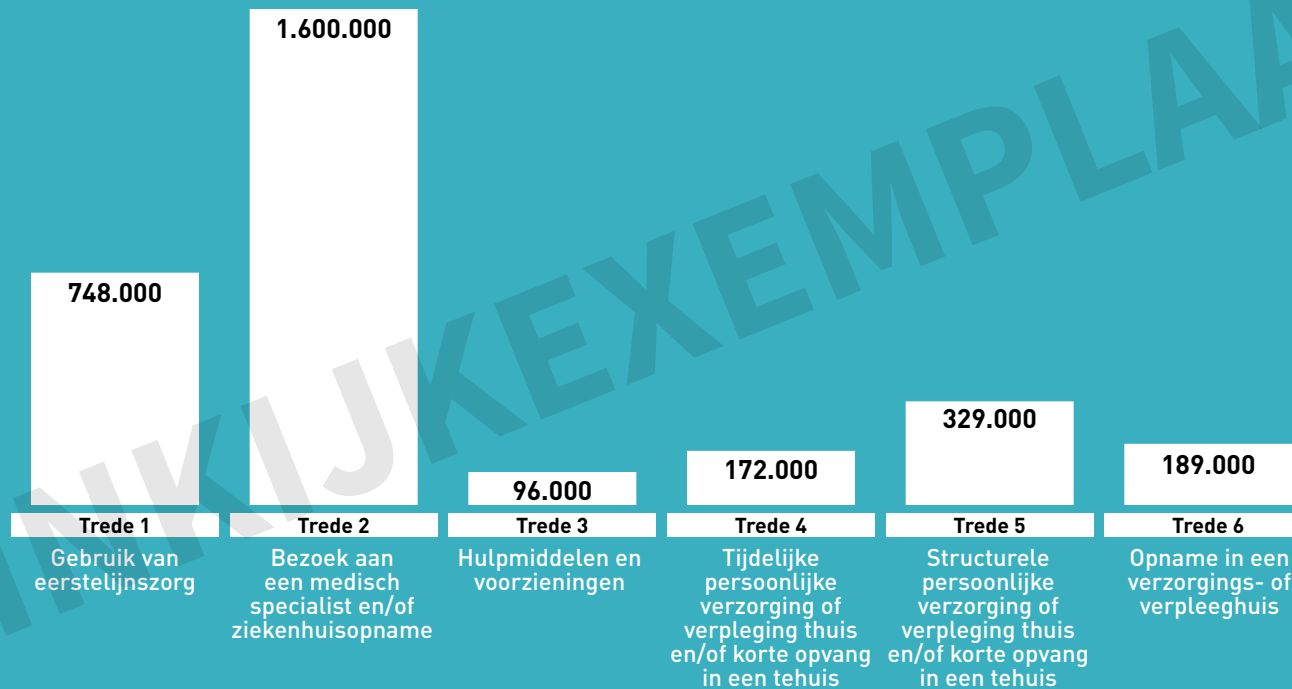 1.600.000
748.000
96.000
172.000
329.000
189.000
Trede 1
Gebruik van
eerstelijnszorg
Trede 2
Bezoek aan
een medisch
specialist en/of
ziekenhuisopname
Trede 3
Hulpmiddelen en
voorzieningen
Trede 4
Tijdelijke
persoonlijke
verzorging of
verpleging thuis
en/of korte opvang
in een tehuis
Trede 5
Structurele
persoonlijke
verzorging of
verpleging thuis
en/of korte opvang
in een tehuis
Trede 6
Opname in een
verzorgings- of
verpleeghuis
INKIJKEXEMPLAA